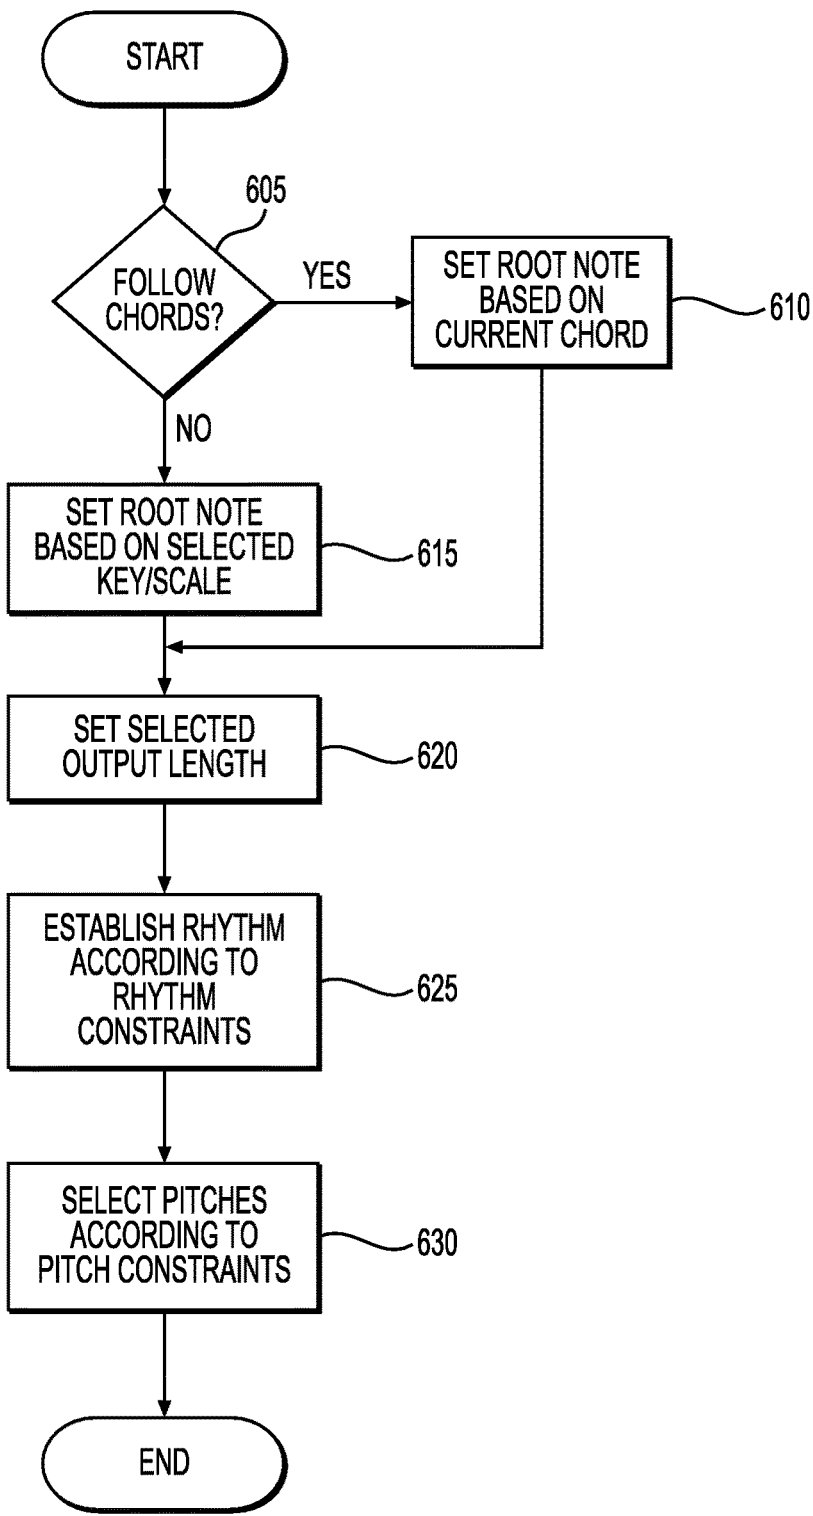 START
605
FOLLOW
CHORDS?
YES
SET ROOT NOTE
BASED ON
CURRENT CHORD
610
NO
SET ROOT NOTE
BASED ON SELECTED
KEY/SCALE
615
SET SELECTED
OUTPUT LENGTH
620
ESTABLISH RHYTHM
ACCORDING TO
RHYTHM
CONSTRAINTS
625
SELECT PITCHES
ACCORDING TO
PITCH CONSTRAINTS
630
END